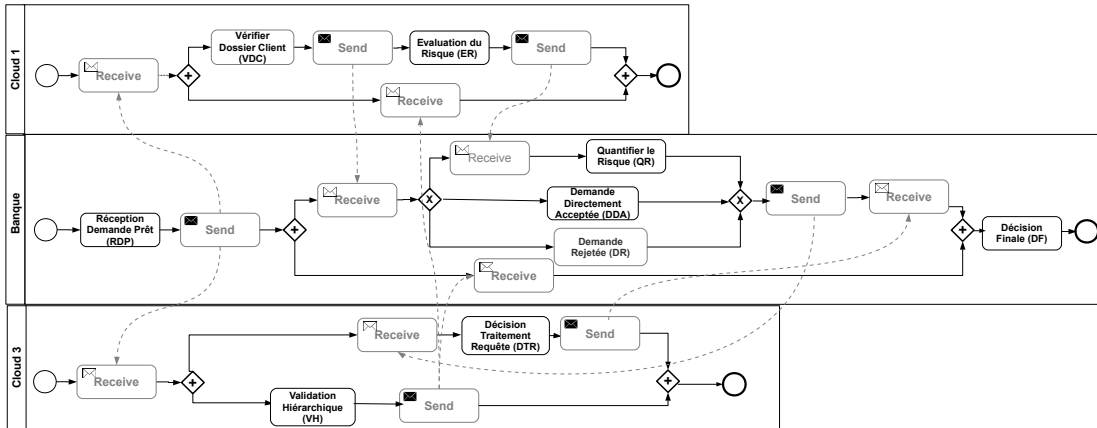 Cloud 1
Receive
Vérifier
Dossier Client
(VDC)
Send
Evaluation du
Risque (ER)
Send
Receive
Banque
Réception
Demande Prêt
(RDP)
Send
Receive
X
Receive
Quantifier le
Risque (QR)
Demande
Directement
Acceptée (DDA)
Demande
Rejetée (DR)
X
Send
Receive
Receive
Décision
Finale (DF)
Cloud 3
Receive
Receive
Décision
Traitement
Requête (DTR)
Send
Validation
Hiérarchique
(VH)
Send